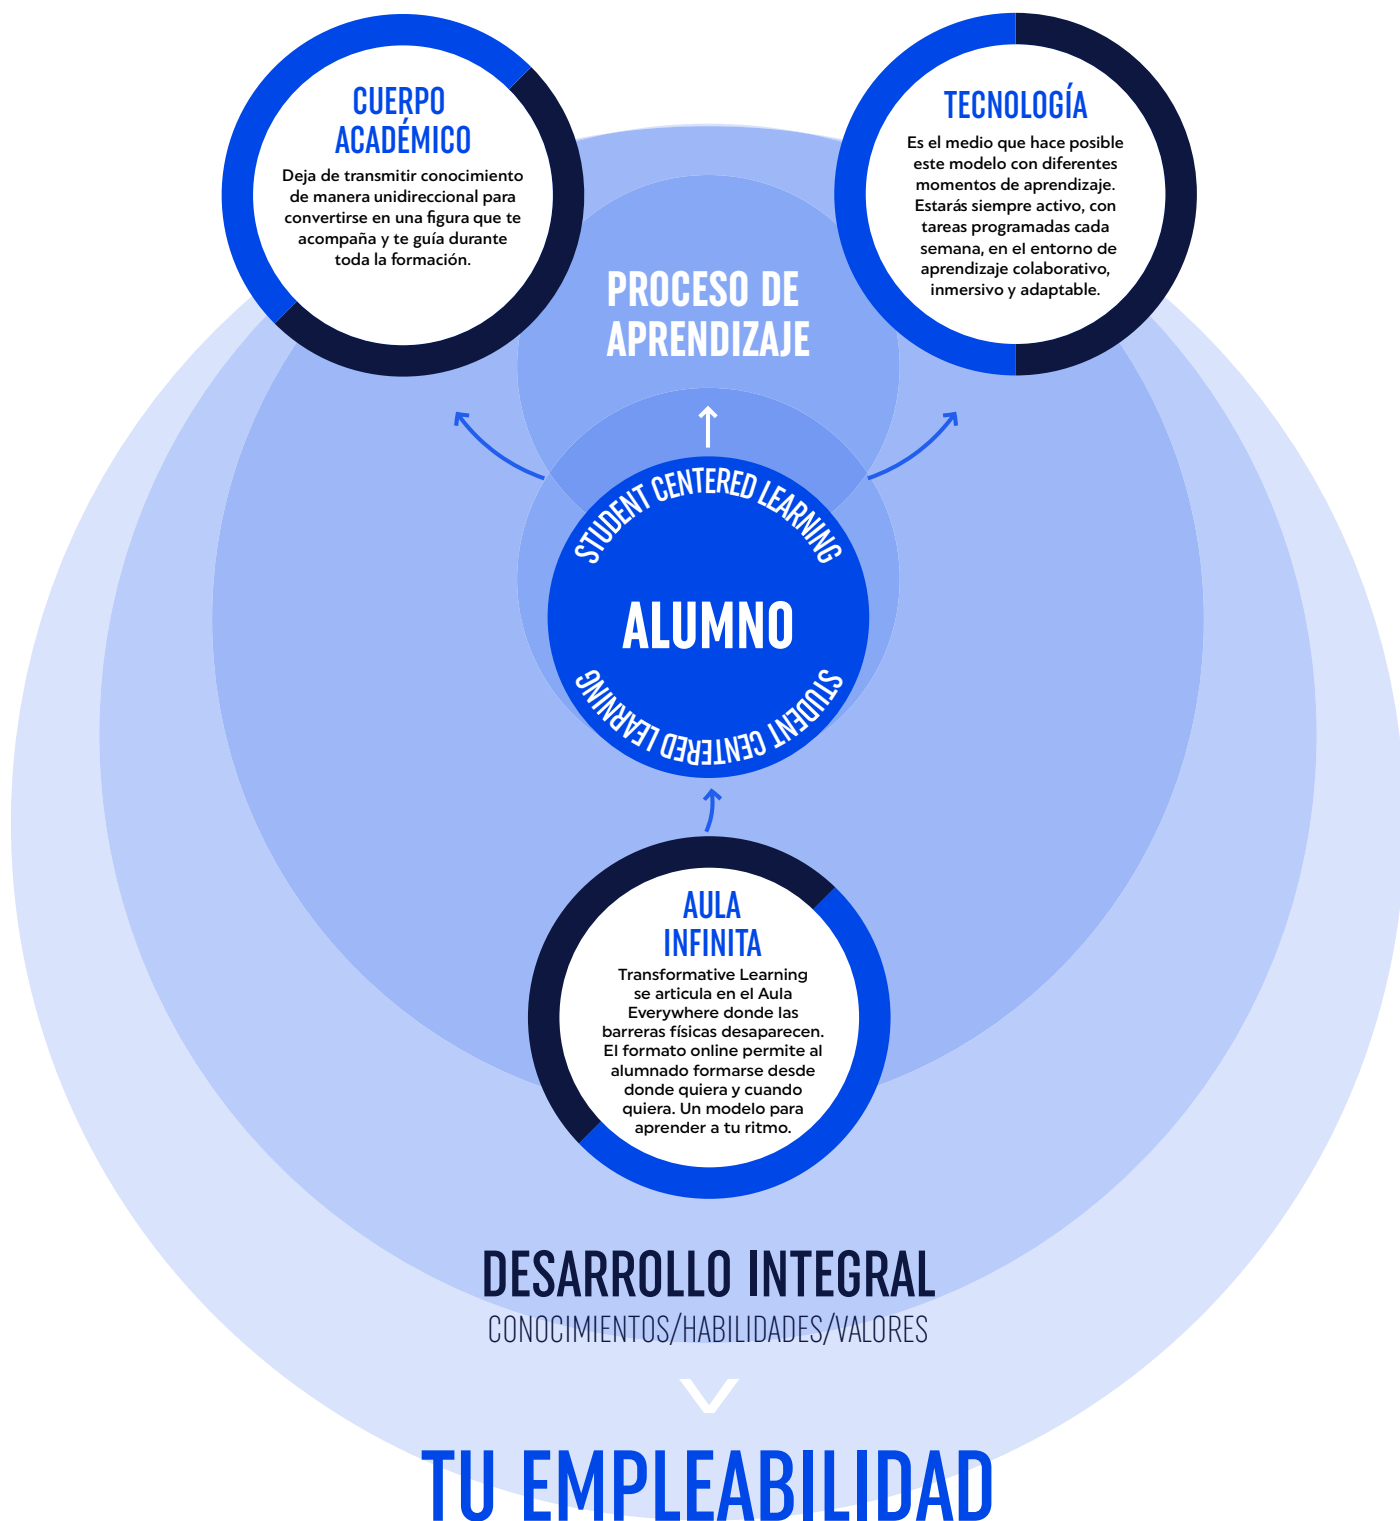 CUERPO
ACADÉMICO
Deja de transmitir conocimiento
de manera unidireccional para
convertirse en una figura que te
acompaña y te guía durante
toda la formación.
TECNOLOGÍA
Es el medio que hace posible
este modelo con diferentes
momentos de aprendizaje.
Estarás siempre activo, con
tareas programadas cada
semana, en el entorno de
aprendizaje colaborativo,
inmersivo y adaptable.
PROCESO DE
APRENDIZAJE
STUDENT CENTERED LEARNING
ALUMNO
STUDENT CENTERED LEARNING
AULA
INFINITA
Transformative Learning
se articula en el Aula
Everywhere donde las
barreras físicas desaparecen.
El formato online permite al
alumnado formarse desde
donde quiera y cuando
quiera. Un modelo para
aprender a tu ritmo.
DESARROLLO INTEGRAL
CONOCIMIENTOS/HABILIDADES/VALORES
TU EMPLEABILIDAD